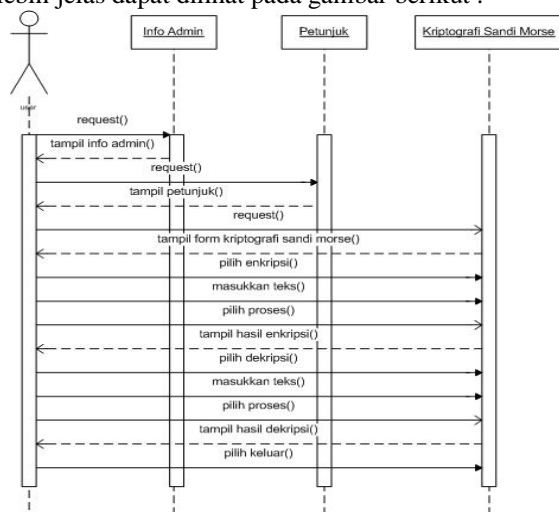 lebih jelas dapat dilihat pada gambar berikut :
Info Admin
Petunjuk
Kriptografi Sandi Morse
user
request()
tampil info admin()
request()
tampil petunjuk()
request()
tampil form kriptografi sandi morse()
pilih enkripsi()
masukkan teks()
pilih proses()
tampil hasil enkripsi()
pilih dekripsi()
masukkan teks()
pilih proses()
tampil hasil dekripsi()
pilih keluar()